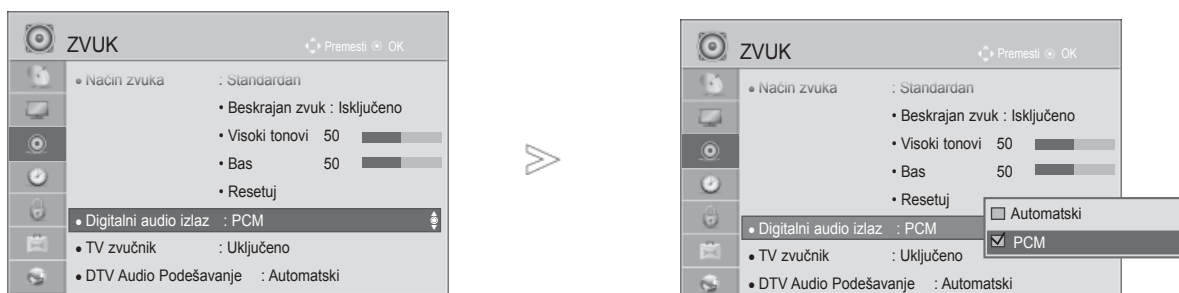 ZVUK
Premesti OK
• Način zvuka : Standardan
• Beskrajan zvuk : Isključeno
• Visoki tonovi 50
• Bas 50
• Resetuj
• Digitalni audio izlaz : PCM
• TV zvučnik : Uključeno
• DTV Audio Podešavanje : Automatski
ZVUK
Premesti OK
• Način zvuka : Standardan
• Beskrajan zvuk : Isključeno
• Visoki tonovi 50
• Bas 50
• Resetuj
• Digitalni audio izlaz : PCM
Automatski
PCM
• TV zvučnik : Uključeno
• DTV Audio Podešavanje : Automatski